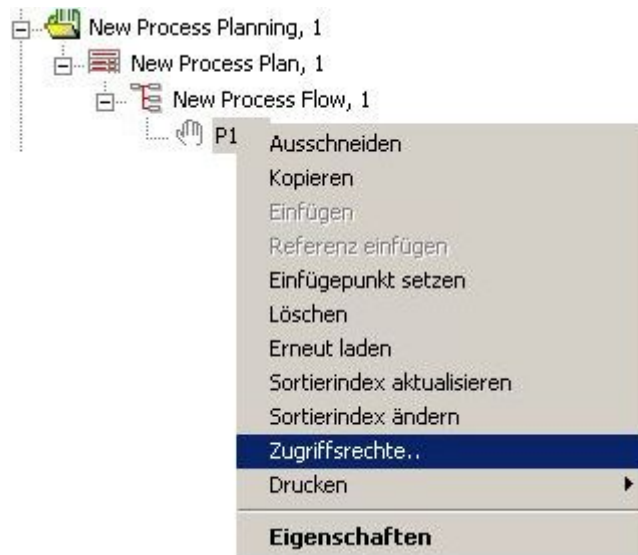 New Process Planning, 1
New Process Plan, 1
New Process Flow, 1
P1
Ausschneiden
Kopieren
Einfügen
Referenz einfügen
Einfügepunkt setzen
Löschen
Erneut laden
Sortierindex aktualisieren
Sortierindex ändern
Zugriffsrechte..
Drucken
Eigenschaften